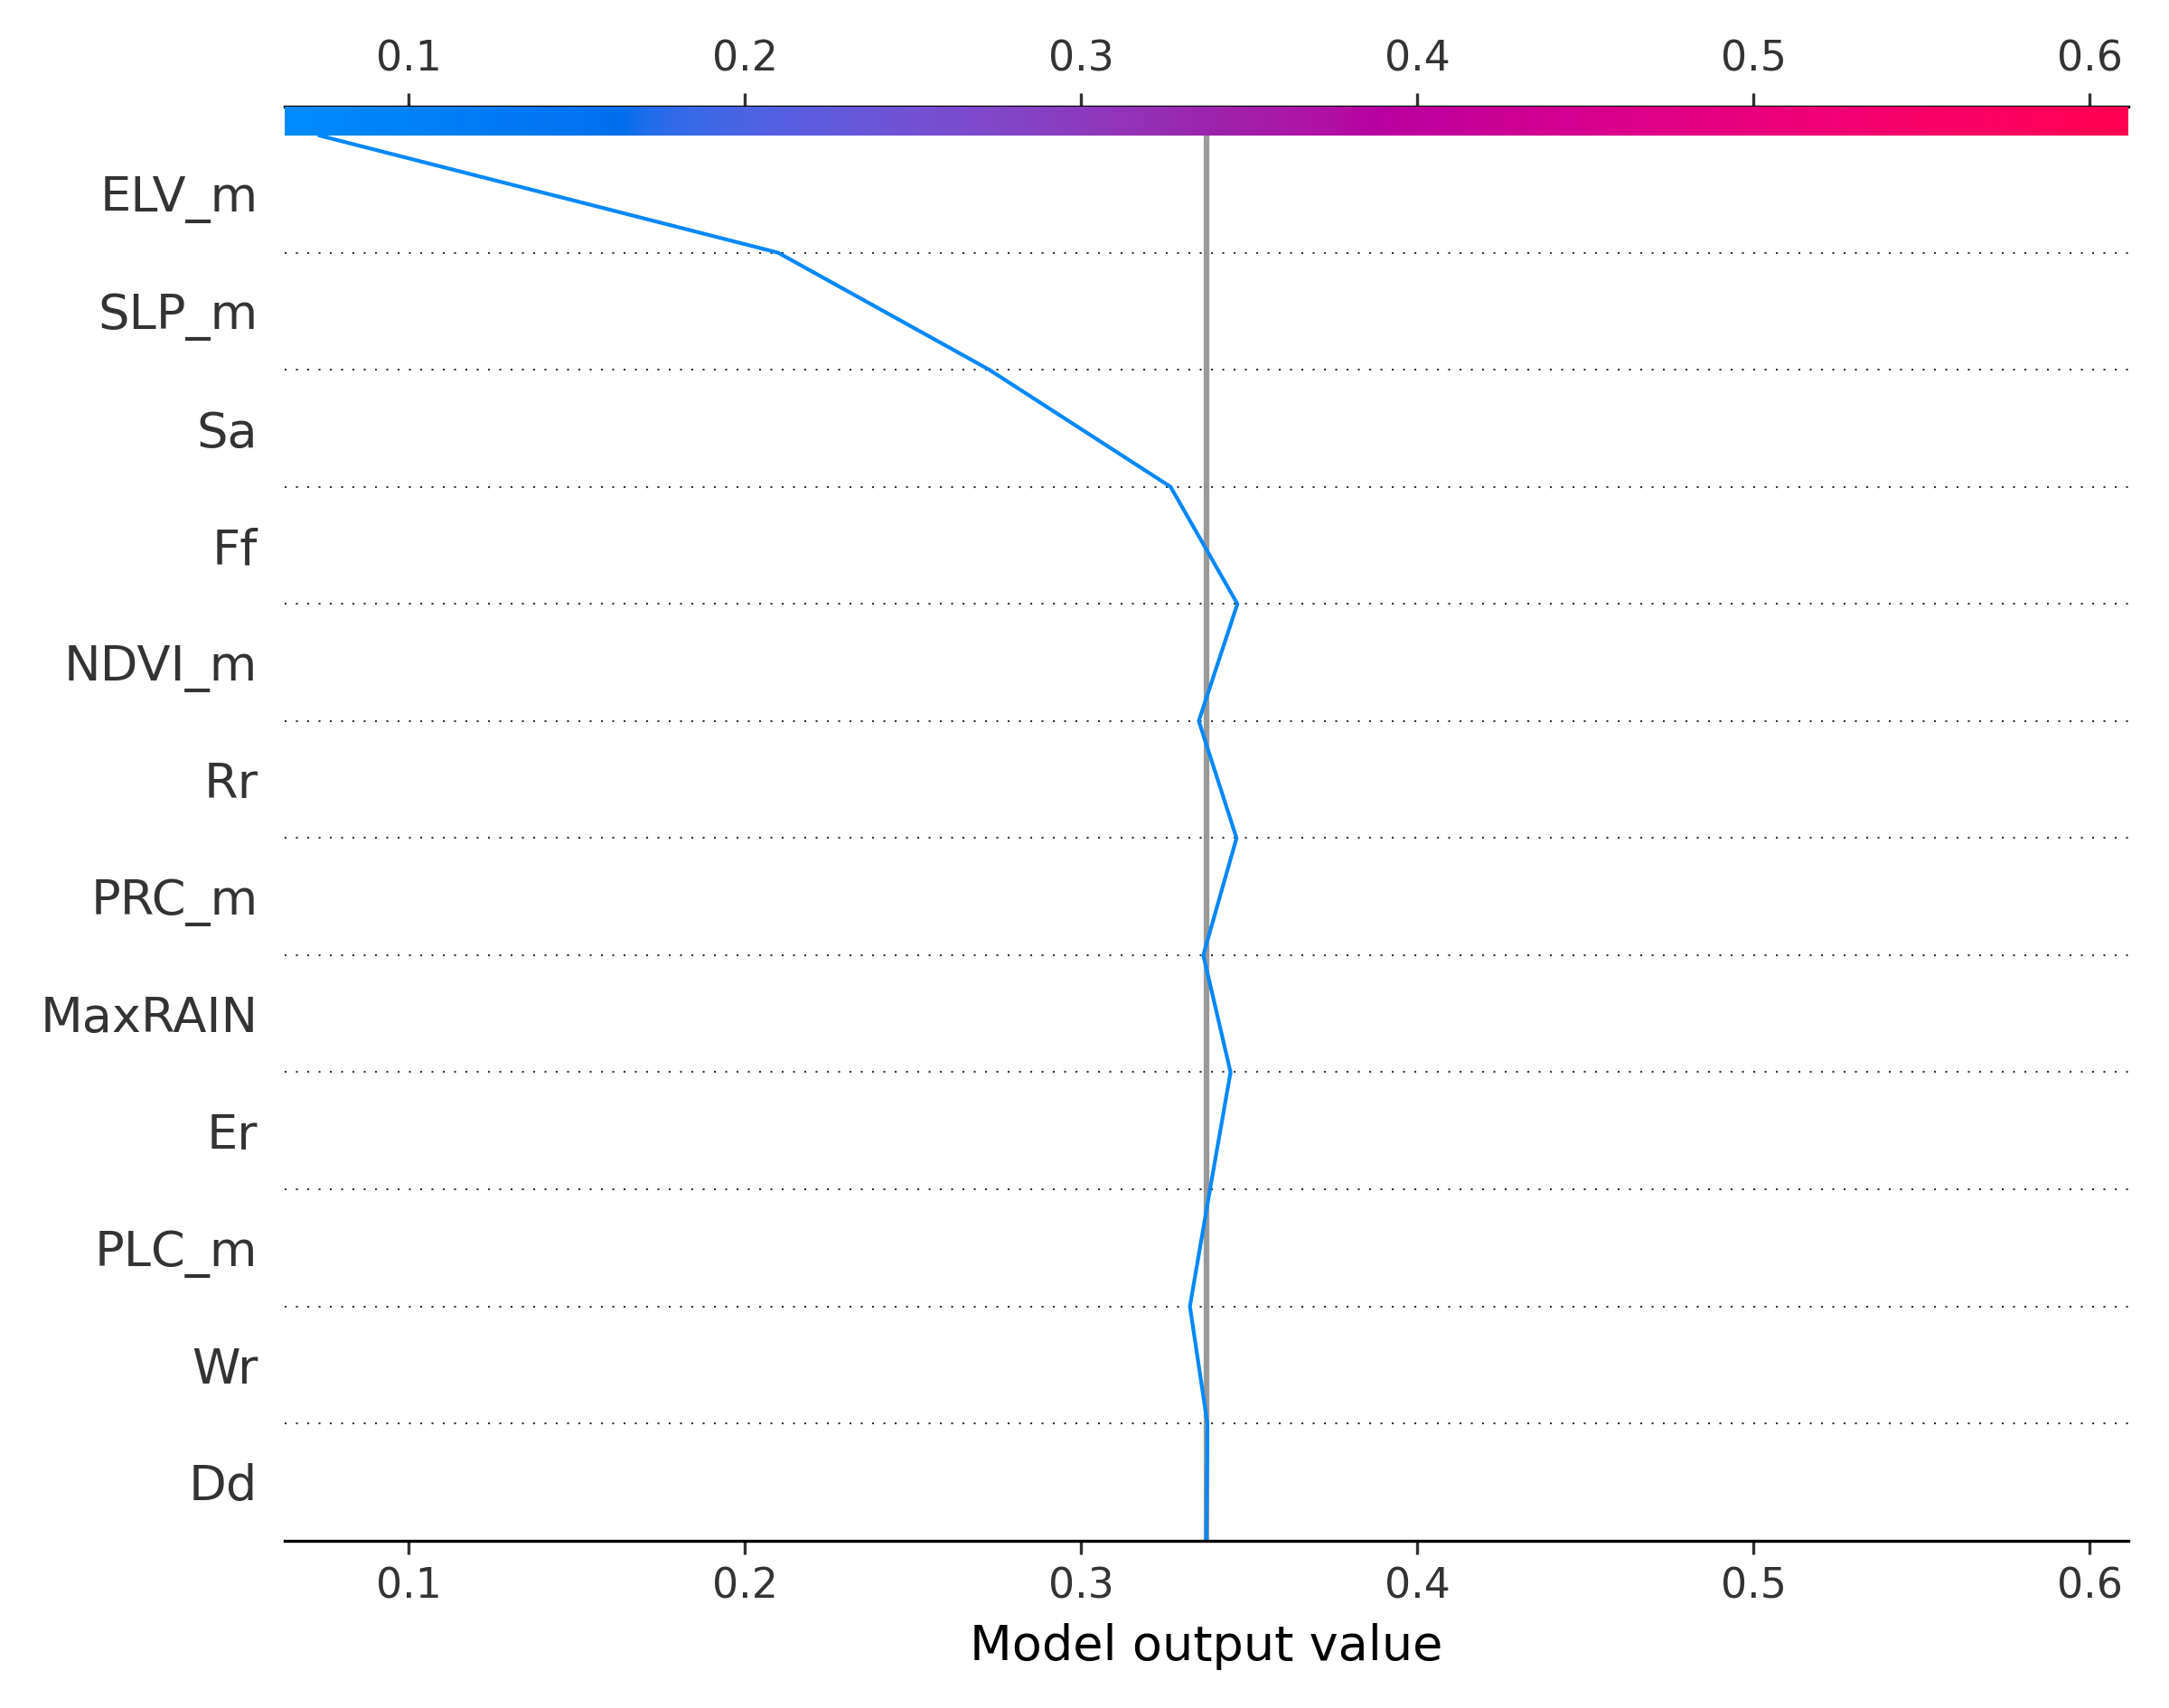 0.1 0.2 0.3 0.4 0.5 0.6
ELV_m
SLP_m
Sa
Ff
NDVI_m
Rr
PRC_m
MaxRAIN
Er
PLC_m
Wr
Dd
0.1 0.2 0.3 0.4 0.5 0.6
Model output value